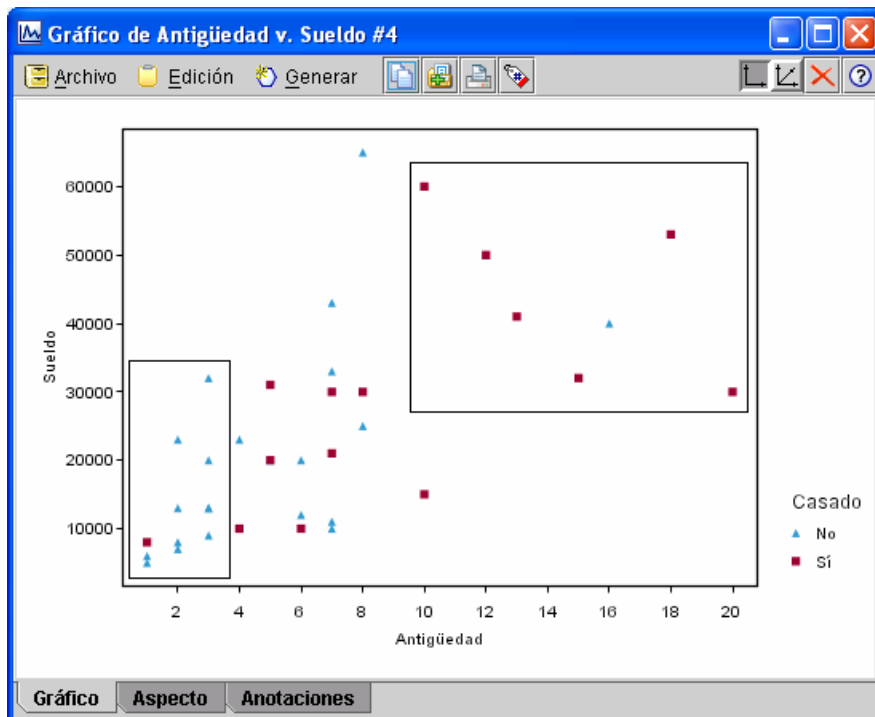 Gráfico de Antigüedad v. Sueldo #4
Archivo Edición Generar
60000
50000
40000
30000
20000
10000
Sueldo
2 4 6 8 10 12 14 16 18 20
Antigüedad
Casado
No
Sí
Gráfico Aspecto Anotaciones